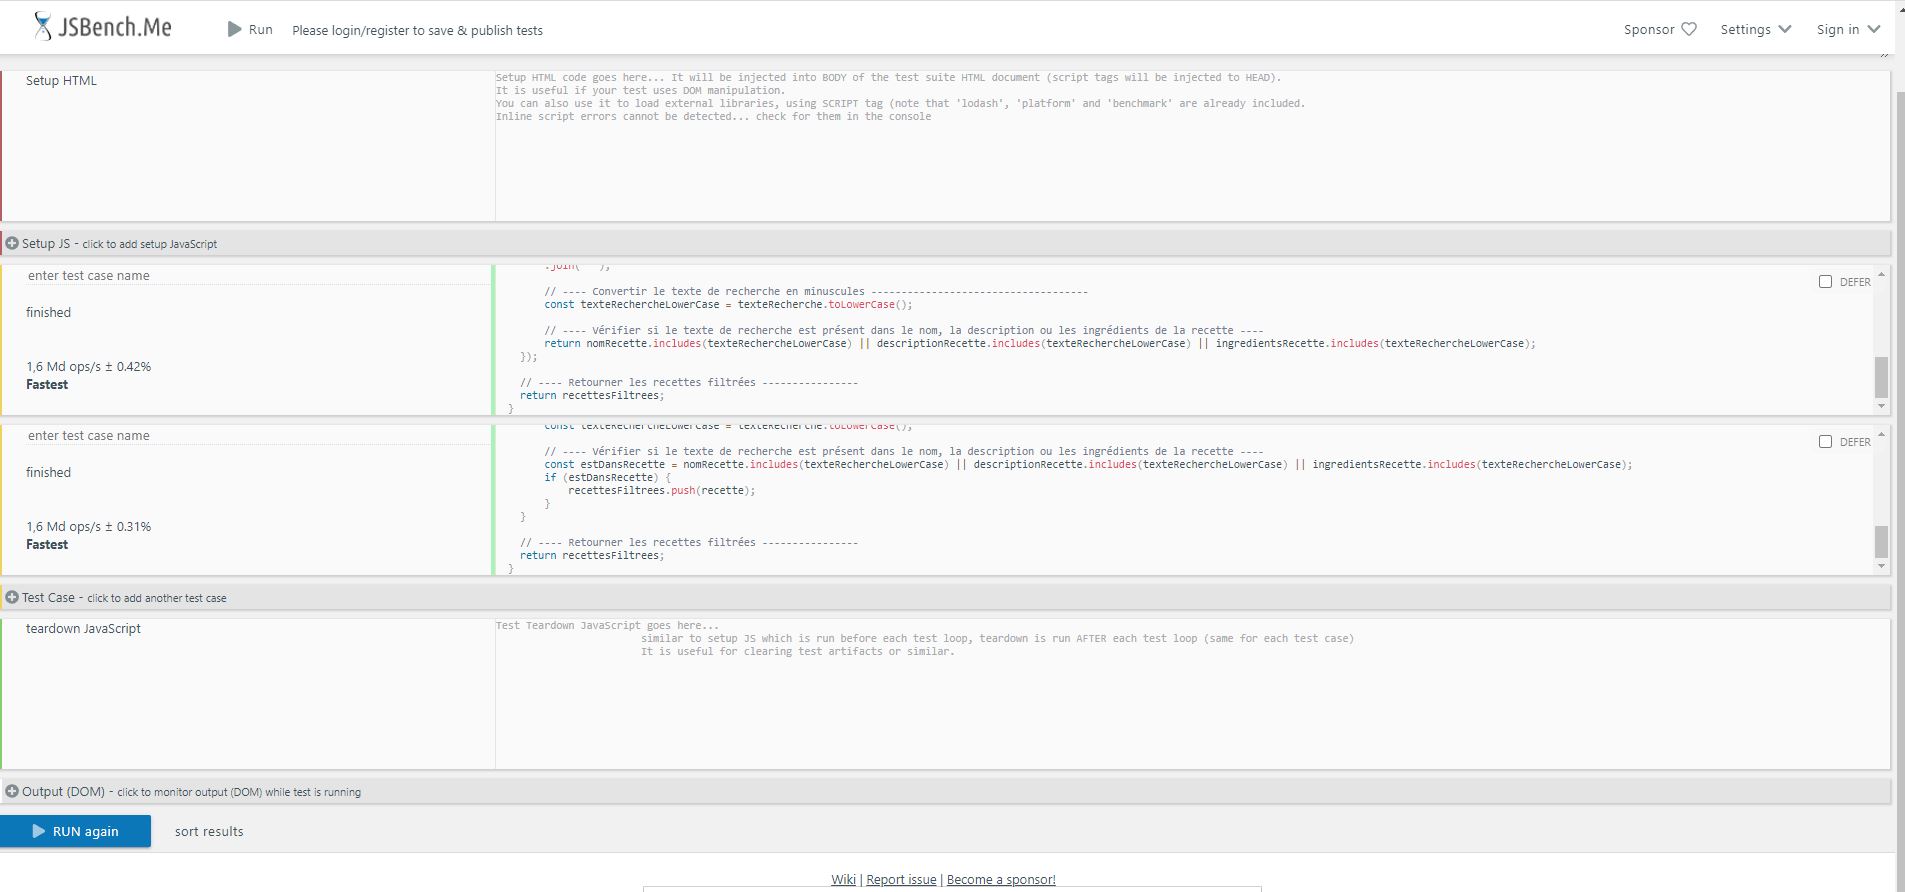 JSBench.Me
Run
Please login/register to save & publish tests
Sponsor
Settings
Sign in
Setup HTML
Setup HTML code goes here... It will be injected into BODY of the test suite HTML document (script tags will be injected to HEAD).
It is useful if your test uses DOM manipulation.
You can also use it to load external libraries, using SCRIPT tag (note that 'lodash', 'platform' and 'benchmark' are already included.
Inline script errors cannot be detected... check for them in the console
Setup JS - click to add setup JavaScript
enter test case name
finished
1,6 Md ops/s ± 0.42%
Fastest
.join(" ");
// ---- Convertir le texte de recherche en minuscules ------------------------------------
const texteRechercheLowerCase = texteRecherche.toLowerCase();
// ---- Vérifier si le texte de recherche est présent dans le nom, la description ou les ingrédients de la recette ----
return nomRecette.includes(texteRechercheLowerCase) || descriptionRecette.includes(texteRechercheLowerCase) || ingredientsRecette.includes(texteRechercheLowerCase);
});
// ---- Retourner les recettes filtrées ----------------
return recettesFiltrees;
}
DEFER
enter test case name
finished
1,6 Md ops/s ± 0.31%
Fastest
const texteRechercheLowerCase = texteRecherche.toLowerCase();
// ---- Vérifier si le texte de recherche est présent dans le nom, la description ou les ingrédients de la recette ----
const estDansRecette = nomRecette.includes(texteRechercheLowerCase) || descriptionRecette.includes(texteRechercheLowerCase) || ingredientsRecette.includes(texteRechercheLowerCase);
if (estDansRecette) {
recettesFiltrees.push(recette);
}
}
// ---- Retourner les recettes filtrées ----------------
return recettesFiltrees;
}
DEFER
Test Case - click to add another test case
teardown JavaScript
Test Teardown JavaScript goes here...
similar to setup JS which is run before each test loop, teardown is run AFTER each test loop (same for each test case)
It is useful for clearing test artifacts or similar.
Output (DOM) - click to monitor output (DOM) while test is running
RUN again
sort results
Wiki | Report issue | Become a sponsor!